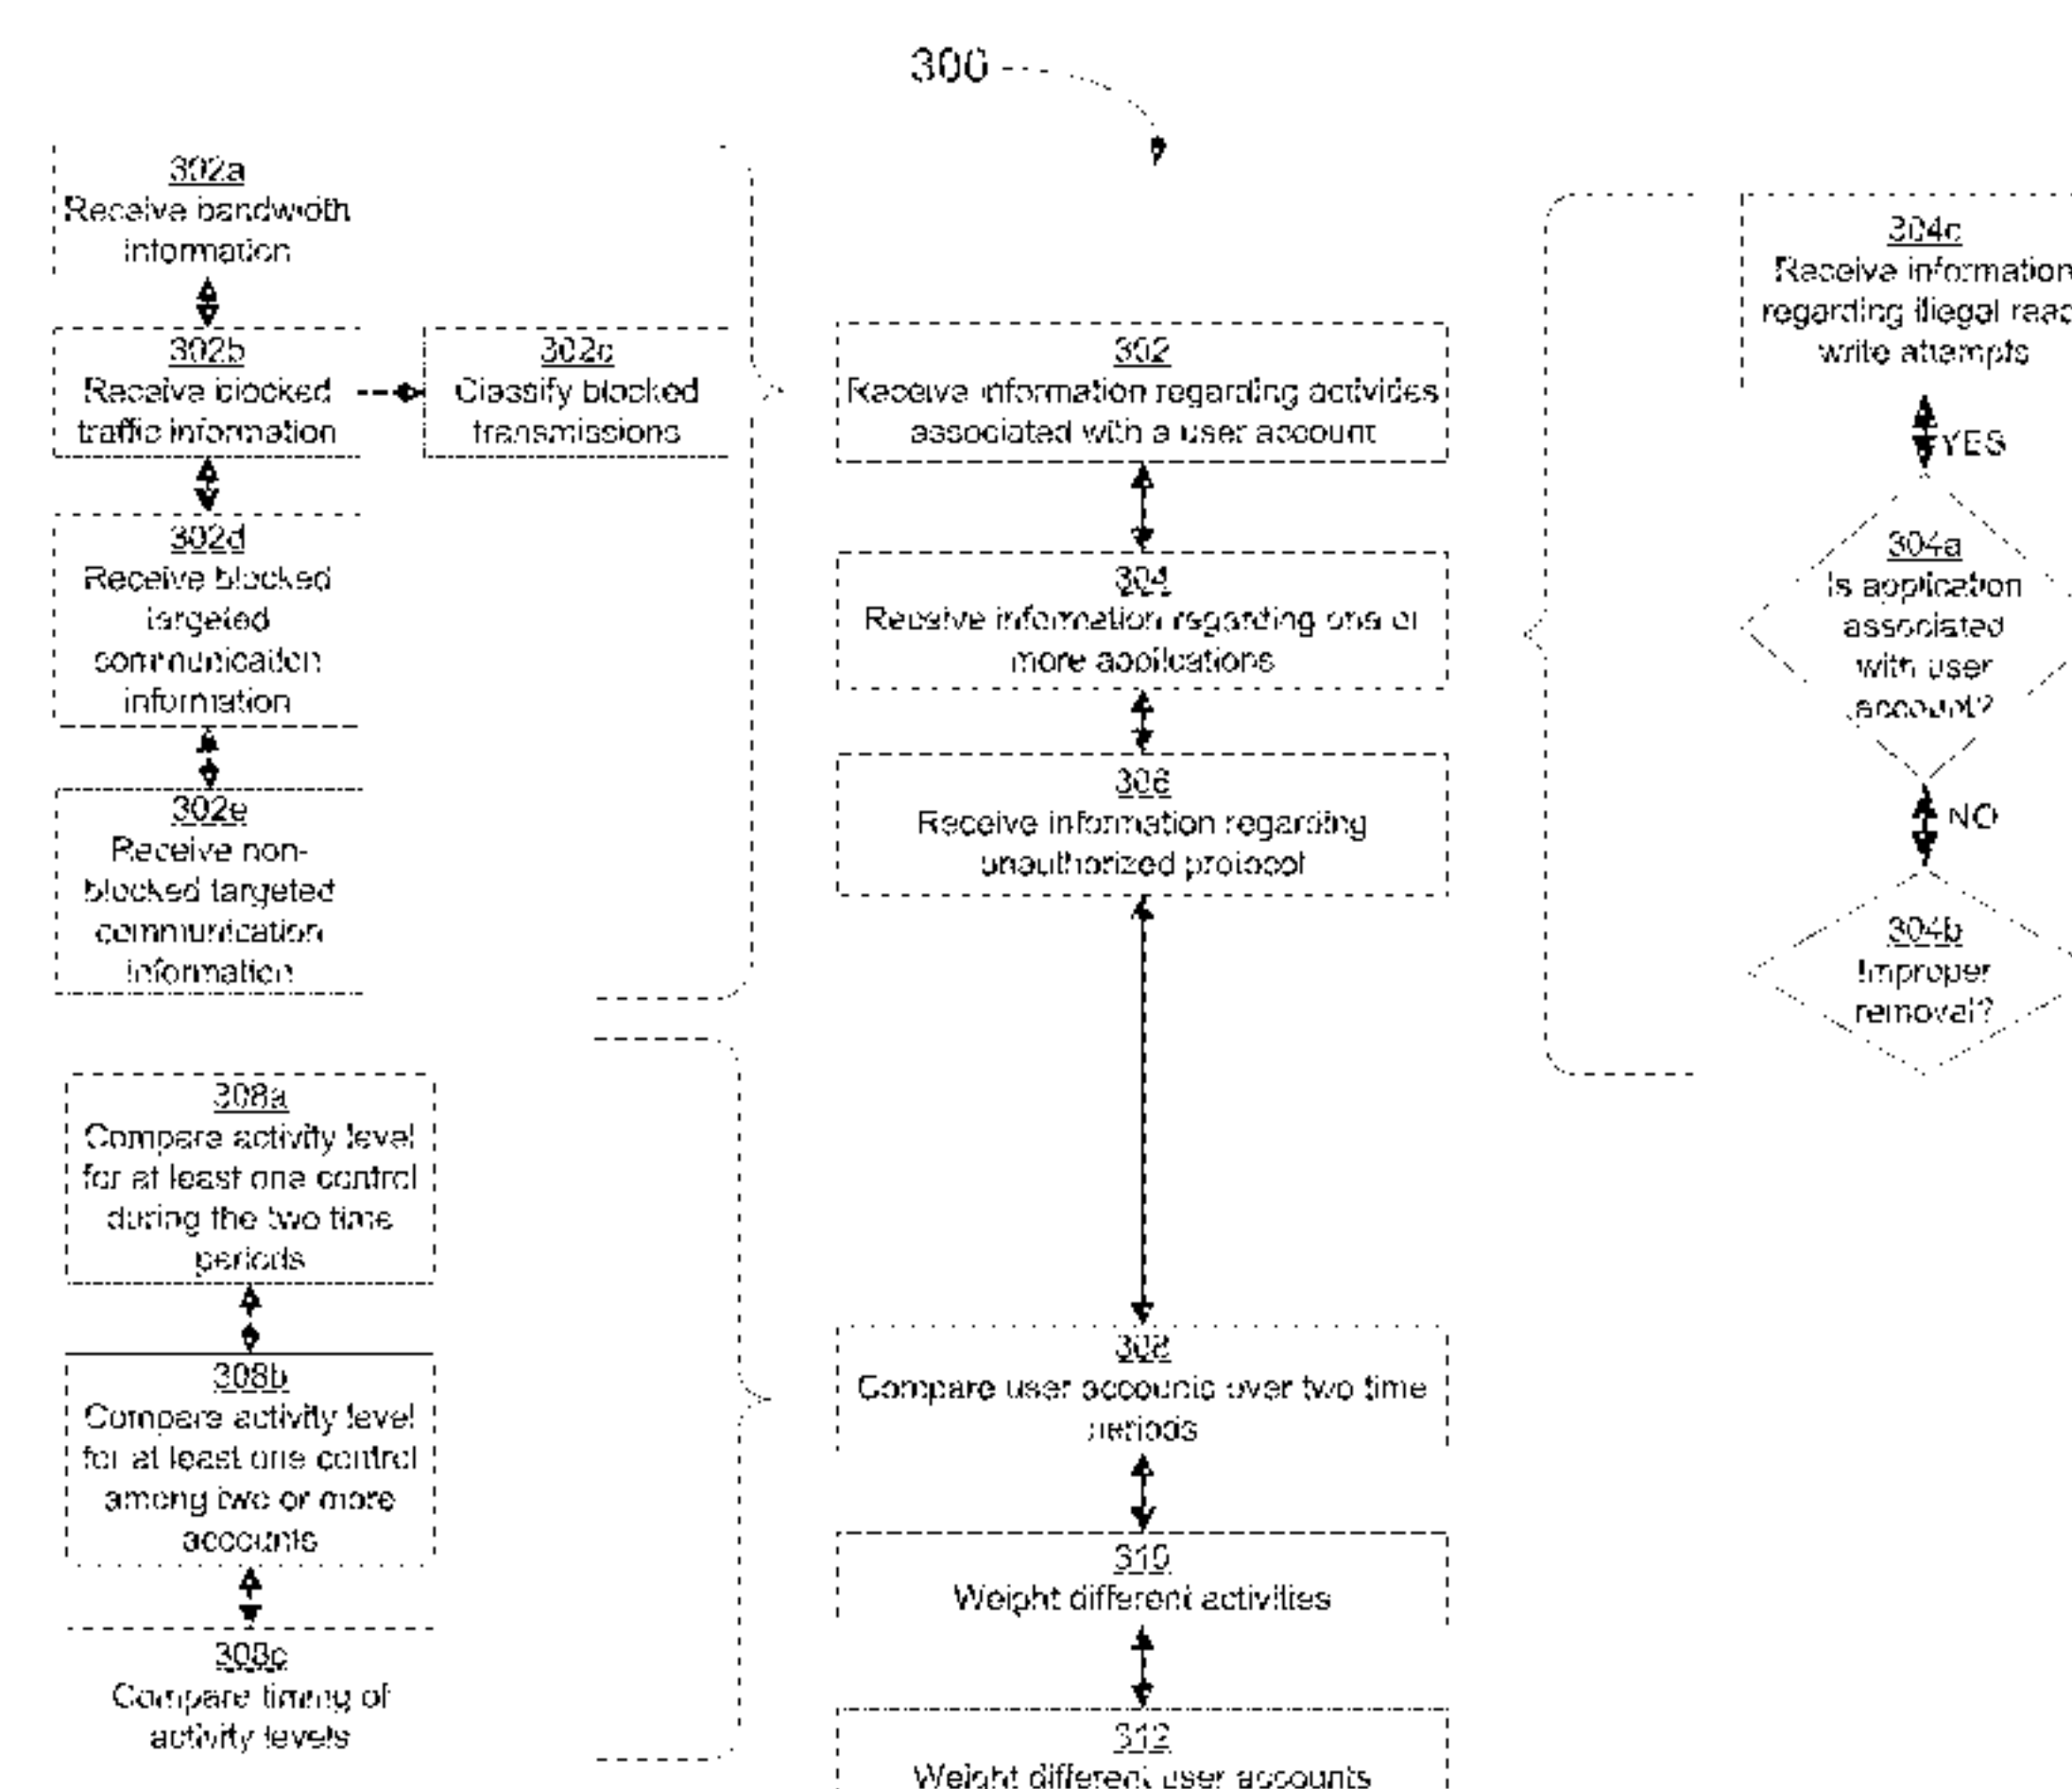 300
302a
Receive bandwidth
information
302b
Receive blocked
traffic information
302c
Classify blocked
transmissions
302d
Receive blocked
targeted
communication
information
302e
Receive non-
blocked targeted
communication
information
302
Receive information regarding activities
associated with a user account
304
Receive information regarding one or
more applications
306
Receive information regarding
unauthorized protocol
304c
Receive information
regarding illegal read
write attempts
YES
304a
Is application
associated
with user
account?
NO
304b
Improper
removal?
308a
Compare activity level
for at least one control
during the two time
periods
308b
Compare activity level
for at least one control
among two or more
accounts
308c
Compare timing of
activity levels
308
Compare user accounts over two time
periods
310
Weight different activities
312
Weight different user accounts